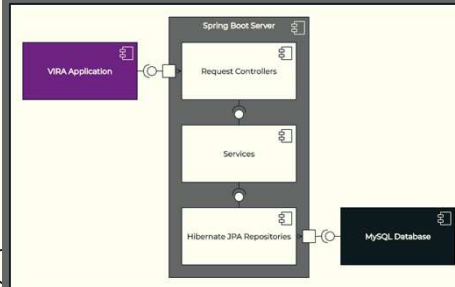 Spring Boot Server
VIRA Application
Request Controllers
Services
Hibernate JPA Repositories
MySQL Database